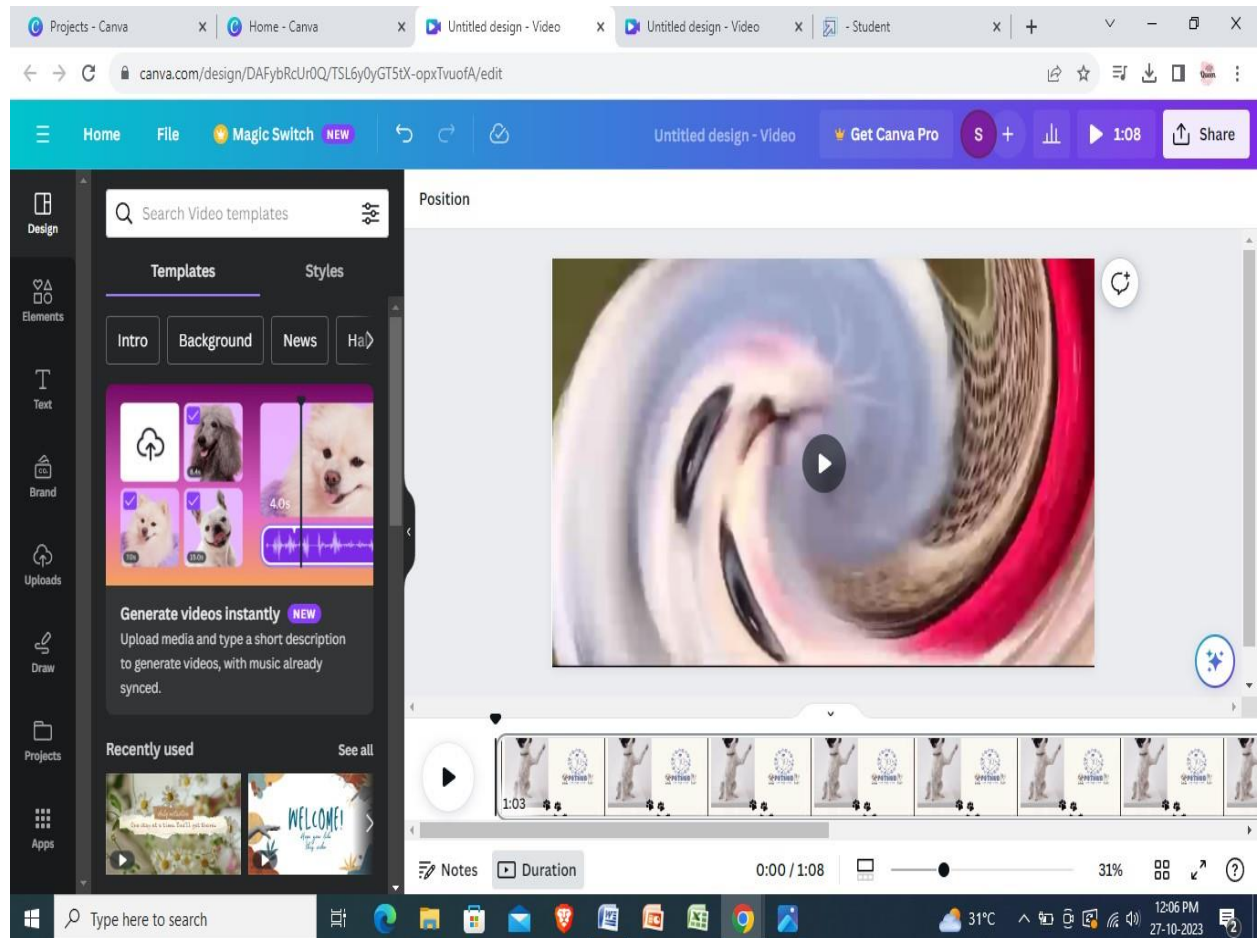 Projects - Canva
Home - Canva
Untitled design - Video
Untitled design - Video
- Student
canva.com/design/DAFybRcUr0Q/TSL6y0yGT5tX-opxTvuofA/edit
Home File Magic Switch NEW
Untitled design - Video
Get Canva Pro
S
1:08
Share
Design
Elements
Text
Brand
Uploads
Draw
Projects
Apps
Search Video templates
Templates Styles
Intro Background News
4.0s
Generate videos instantly NEW
Upload media and type a short description
to generate videos, with music already
synced.
Recently used See all
WELCOME!
Position
1:03
Notes Duration
0:00 / 1:08
31%
Type here to search
31°C
12:06 PM
27-10-2023
2